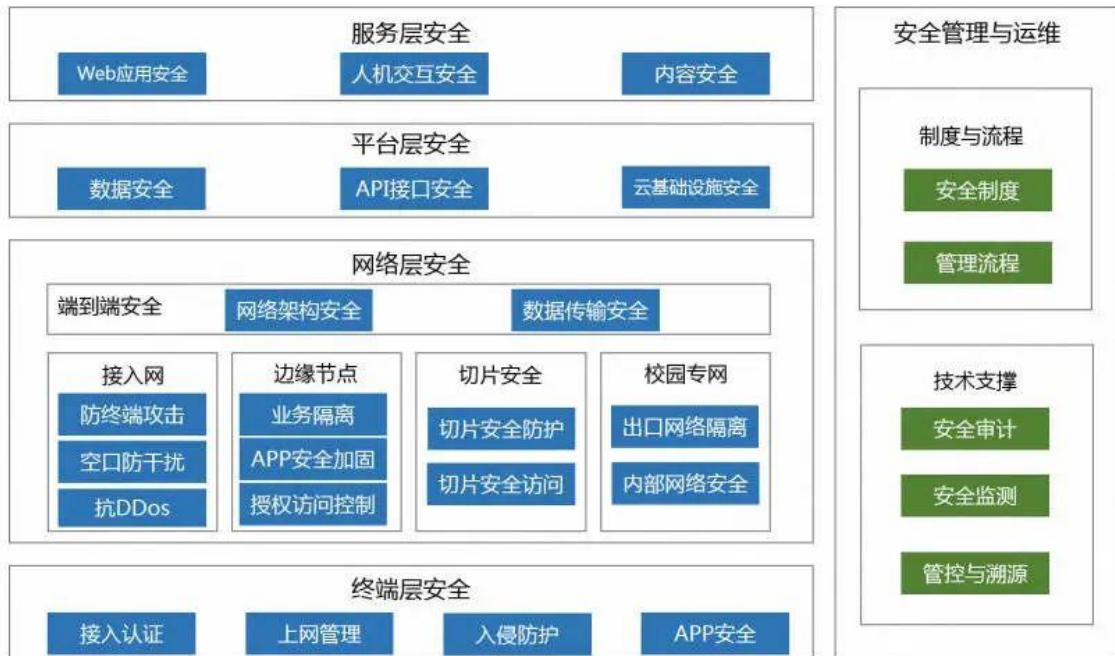 服务层安全
Web应用安全
人机交互安全
内容安全
平台层安全
数据安全
API接口安全
云基础设施安全
网络层安全
端到端安全
网络架构安全
数据传输安全
接入网
防终端攻击
空口防干扰
抗DDos
边缘节点
业务隔离
APP安全加固
授权访问控制
切片安全
切片安全防护
切片安全访问
校园专网
出口网络隔离
内部网络安全
终端层安全
接入认证
上网管理
入侵防护
APP安全
安全管理与运维
制度与流程
安全制度
管理流程
技术支撑
安全审计
安全监测
管控与溯源